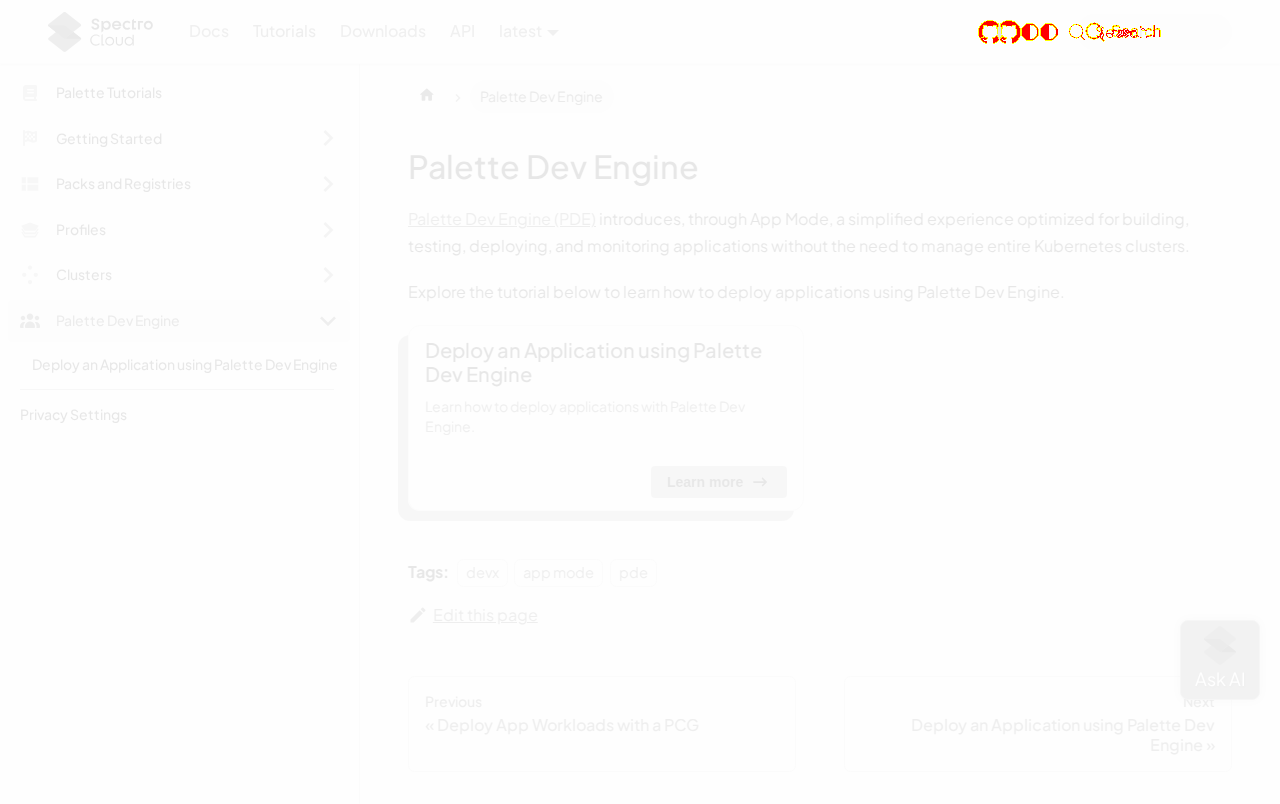 Spectro Cloud
Docs Tutorials Downloads API latest Search
Palette Tutorials
Getting Started
Packs and Registries
Profiles
Clusters
Palette Dev Engine
Deploy an Application using Palette Dev Engine
Privacy Settings
Palette Dev Engine
Palette Dev Engine
Palette Dev Engine (PDE) introduces, through App Mode, a simplified experience optimized for building,
testing, deploying, and monitoring applications without the need to manage entire Kubernetes clusters.
Explore the tutorial below to learn how to deploy applications using Palette Dev Engine.
Deploy an Application using Palette
Dev Engine
Learn how to deploy applications with Palette Dev
Engine.
Learn more →
Tags: devx app mode pde
Edit this page
Previous
« Deploy App Workloads with a PCG
Next
Deploy an Application using Palette Dev
Engine »
Ask AI